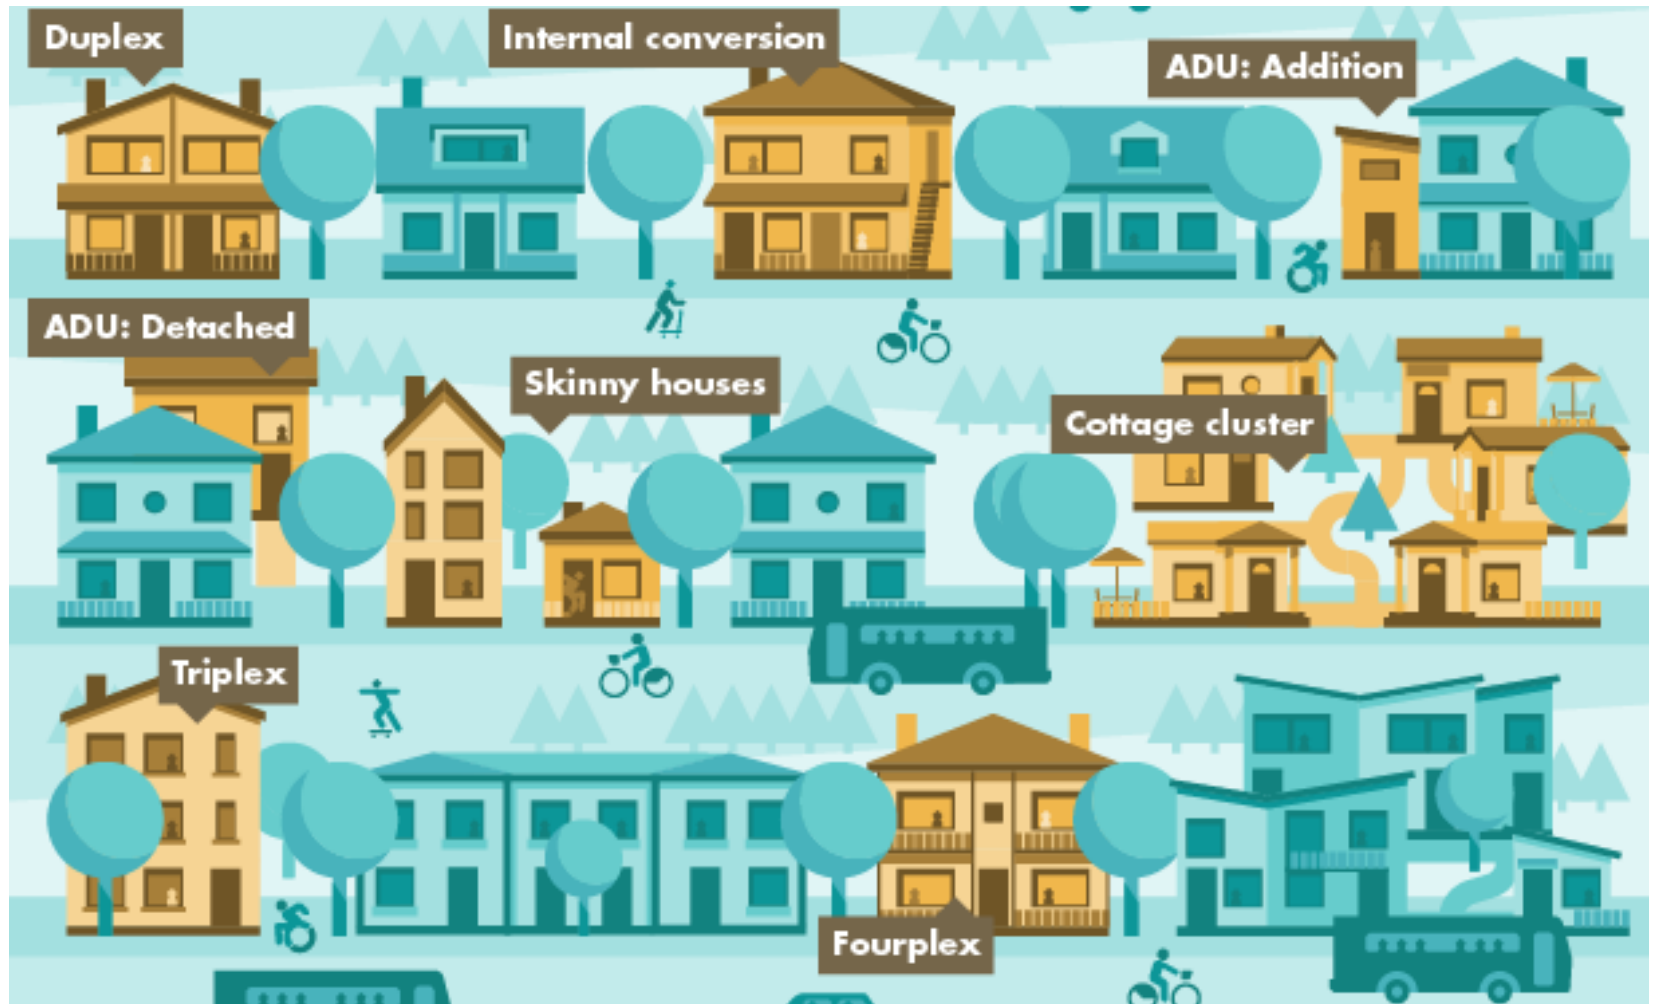 Duplex
Internal conversion
ADU: Addition
ADU: Detached
Skinny houses
Cottage cluster
Triplex
Fourplex